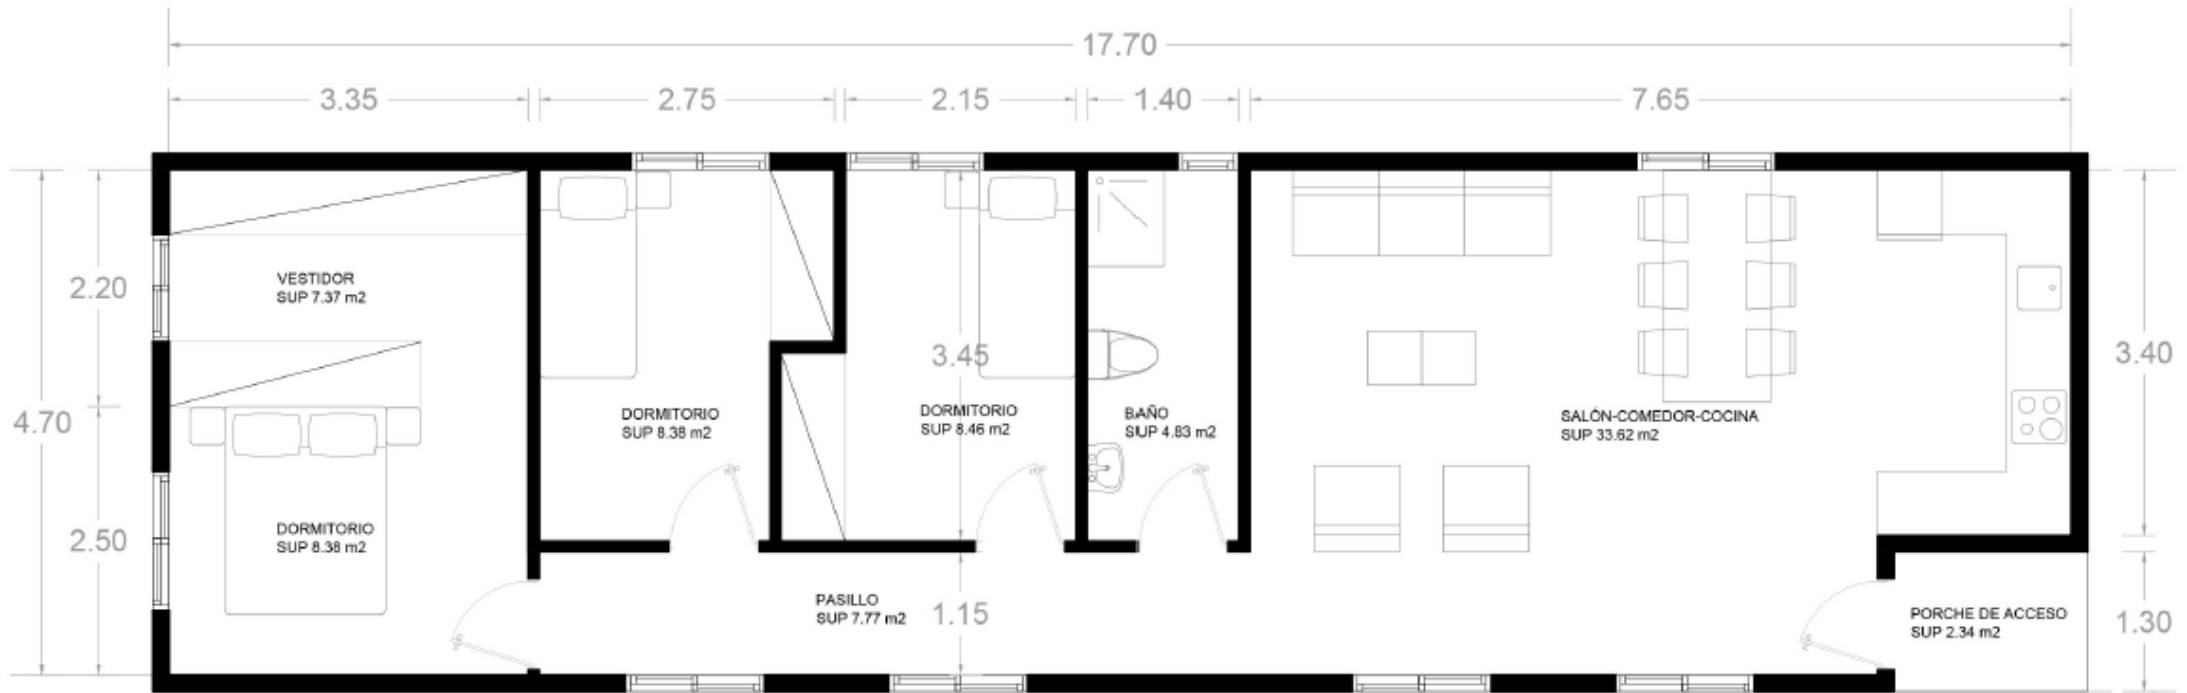 17.70
3.35
2.75
2.15
1.40
7.65
2.20
VESTIDOR
SUP 7.37 m2
4.70
2.50
DORMITORIO
SUP 8.38 m2
DORMITORIO
SUP 8.38 m2
3.45
DORMITORIO
SUP 8.46 m2
BAÑO
SUP 4.83 m2
SALÓN-COMEDOR-COCINA
SUP 33.62 m2
3.40
PASILLO
SUP 7.77 m2
1.15
PORCHE DE ACCESO
SUP 2.34 m2
1.30